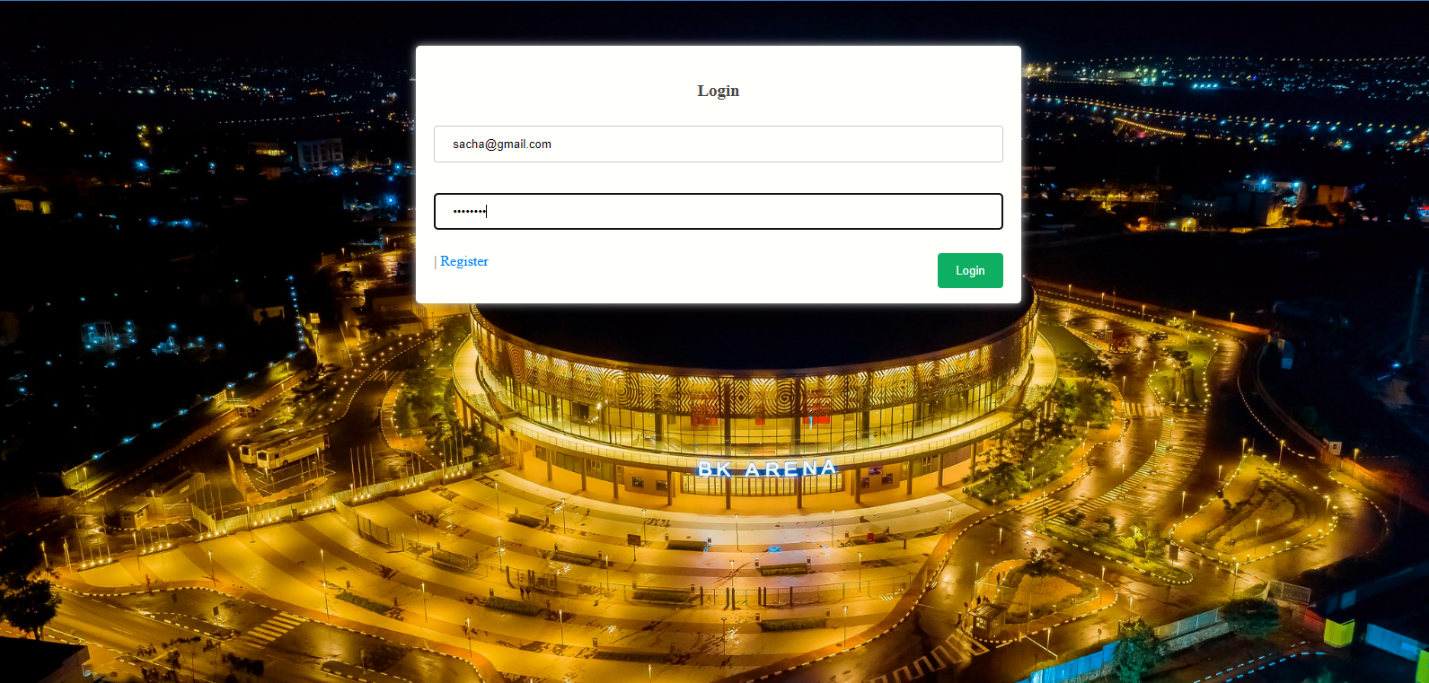 Login
sacha@gmail.com
••••••••
| Register
Login
BK ARENA